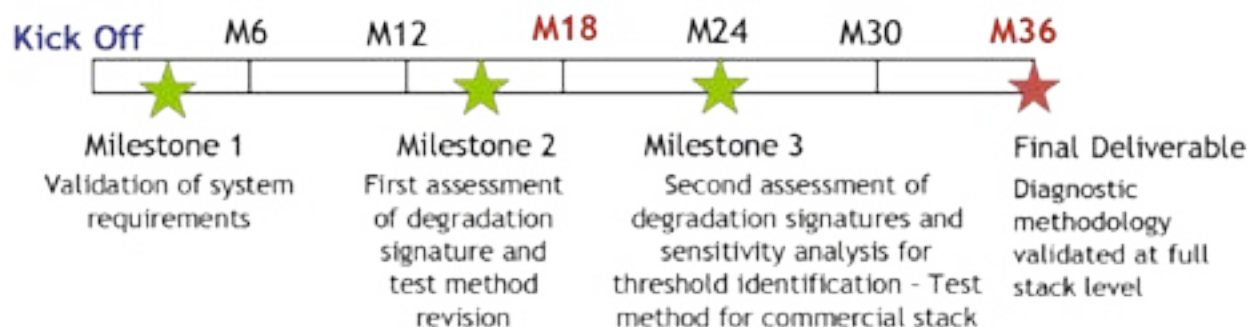 Kick Off M6 M12 M18 M24 M30 M36
Milestone 1
Validation of system
requirements
Milestone 2
First assessment
of degradation
signature and
test method
revision
Milestone 3
Second assessment of
degradation signatures and
sensitivity analysis for
threshold identification - Test
method for commercial stack
Final Deliverable
Diagnostic
methodology
validated at full
stack level